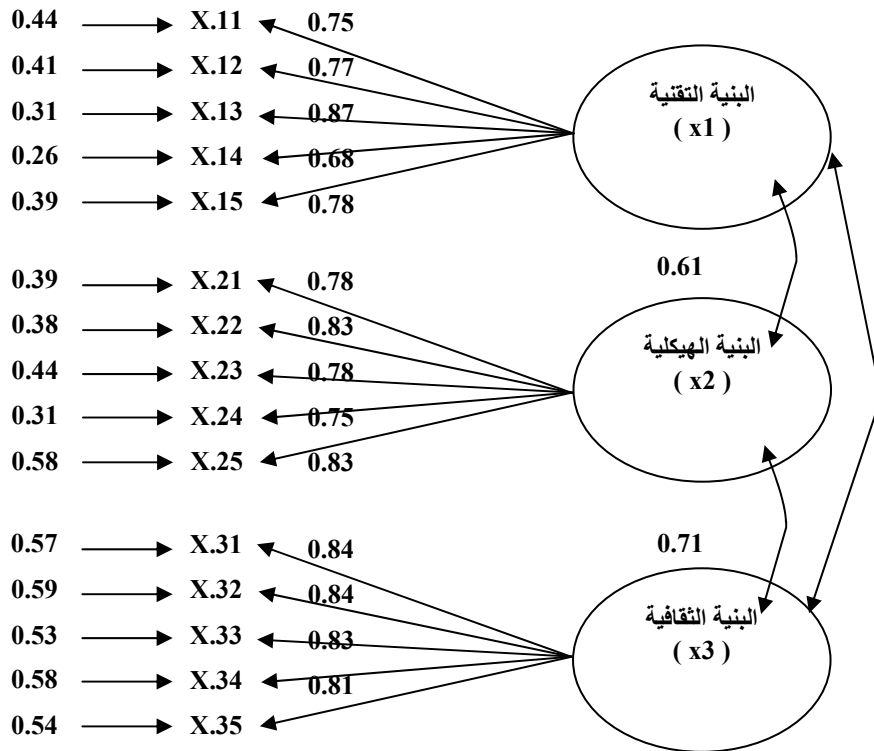 0.44 X.11 0.75
0.41 X.12 0.77
0.31 X.13 0.87
0.26 X.14 0.68
0.39 X.15 0.78
البنية التقنية
( x1 )
0.61
0.39 X.21 0.78
0.38 X.22 0.83
0.44 X.23 0.78
0.31 X.24 0.75
0.58 X.25 0.83
البنية الهيكلية
( x2 )
0.71
0.57 X.31 0.84
0.59 X.32 0.84
0.53 X.33 0.83
0.58 X.34 0.81
0.54 X.35
البنية الثقافية
( x3 )